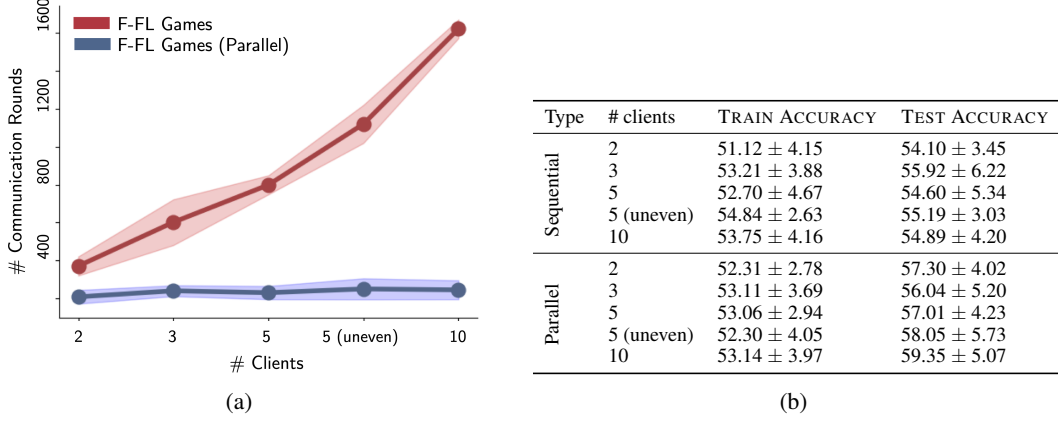 F-FL Games
F-FL Games (Parallel)
# Communication Rounds
1600
1200
800
400
2 3 5 5 (uneven) 10
# Clients
(a)
Type # clients TRAIN ACCURACY TEST ACCURACY
Sequential
2 51.12 ± 4.15 54.10 ± 3.45
3 53.21 ± 3.88 55.92 ± 6.22
5 52.70 ± 4.67 54.60 ± 5.34
5 (uneven) 54.84 ± 2.63 55.19 ± 3.03
10 53.75 ± 4.16 54.89 ± 4.20
Parallel
2 52.31 ± 2.78 57.30 ± 4.02
3 53.11 ± 3.69 56.04 ± 5.20
5 53.06 ± 2.94 57.01 ± 4.23
5 (uneven) 52.30 ± 4.05 58.05 ± 5.73
10 53.14 ± 3.97 59.35 ± 5.07
(b)